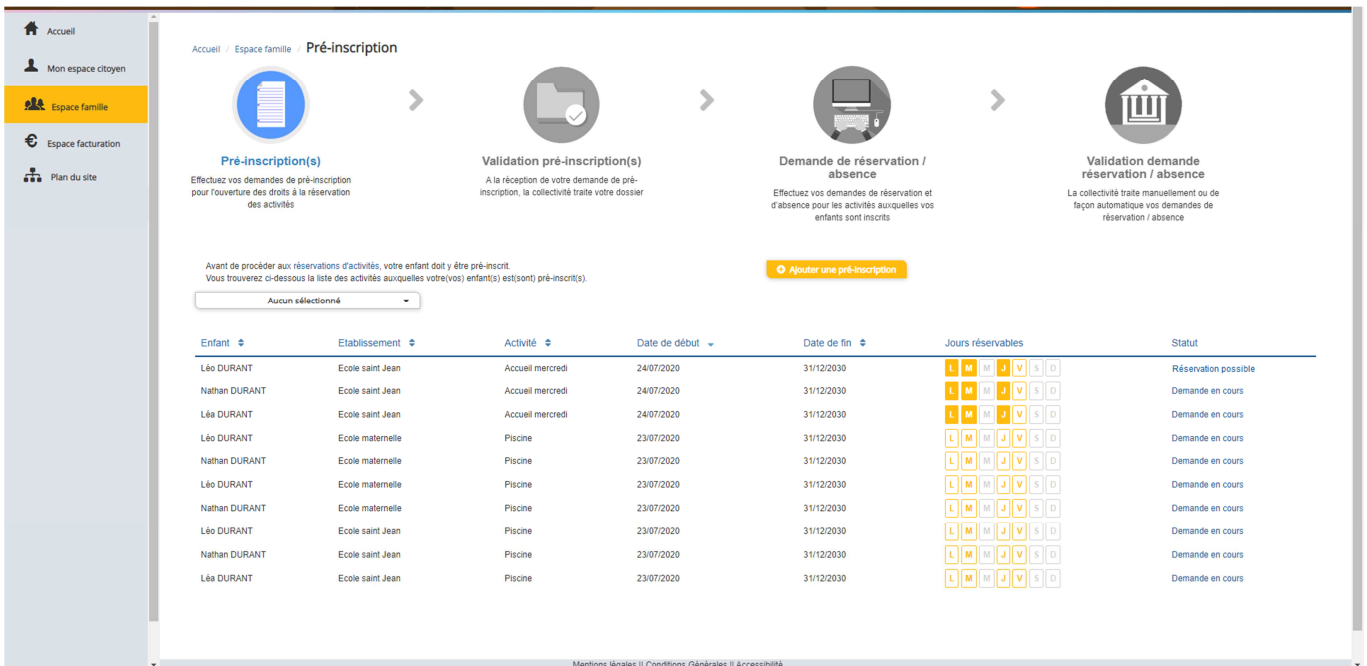 Accueil
Mon espace citoyen
Espace famille
Espace facturation
Plan du site
Accueil / Espace famille / Pré-inscription
Pré-inscription(s)
Effectuez vos demandes de pré-inscription
pour l'ouverture des droits à la réservation
des activités
Validation pré-inscription(s)
A la réception de votre demande de pré-
inscription, la collectivité traite votre dossier
Demande de réservation /
absence
Effectuez vos demandes de réservation et
d'absence pour les activités auxquelles vos
enfants sont inscrits
Validation demande
réservation / absence
La collectivité traite manuellement ou de
façon automatique vos demandes de
réservation / absence
Avant de procéder aux réservations d'activités, votre enfant doit y être pré-inscrit.
Vous trouverez ci-dessous la liste des activités auxquelles votre(vos) enfant(s) est(sont) pré-inscrit(s).
Ajouter une pré-inscription
Aucun sélectionné
Enfant Etablissement Activité Date de début Date de fin Jours réservables Statut
Léo DURANT Ecole saint Jean Accueil mercredi 24/07/2020 31/12/2030 L M M J V S D Réservation possible
Nathan DURANT Ecole saint Jean Accueil mercredi 24/07/2020 31/12/2030 L M M J V S D Demande en cours
Léa DURANT Ecole saint Jean Accueil mercredi 24/07/2020 31/12/2030 L M M J V S D Demande en cours
Léo DURANT Ecole maternelle Piscine 23/07/2020 31/12/2030 L M M J V S D Demande en cours
Nathan DURANT Ecole maternelle Piscine 23/07/2020 31/12/2030 L M M J V S D Demande en cours
Léo DURANT Ecole maternelle Piscine 23/07/2020 31/12/2030 L M M J V S D Demande en cours
Nathan DURANT Ecole maternelle Piscine 23/07/2020 31/12/2030 L M M J V S D Demande en cours
Léo DURANT Ecole saint Jean Piscine 23/07/2020 31/12/2030 L M M J V S D Demande en cours
Nathan DURANT Ecole saint Jean Piscine 23/07/2020 31/12/2030 L M M J V S D Demande en cours
Léa DURANT Ecole saint Jean Piscine 23/07/2020 31/12/2030 L M M J V S D Demande en cours
Mentions légales || Conditions Générales || Accessibilité